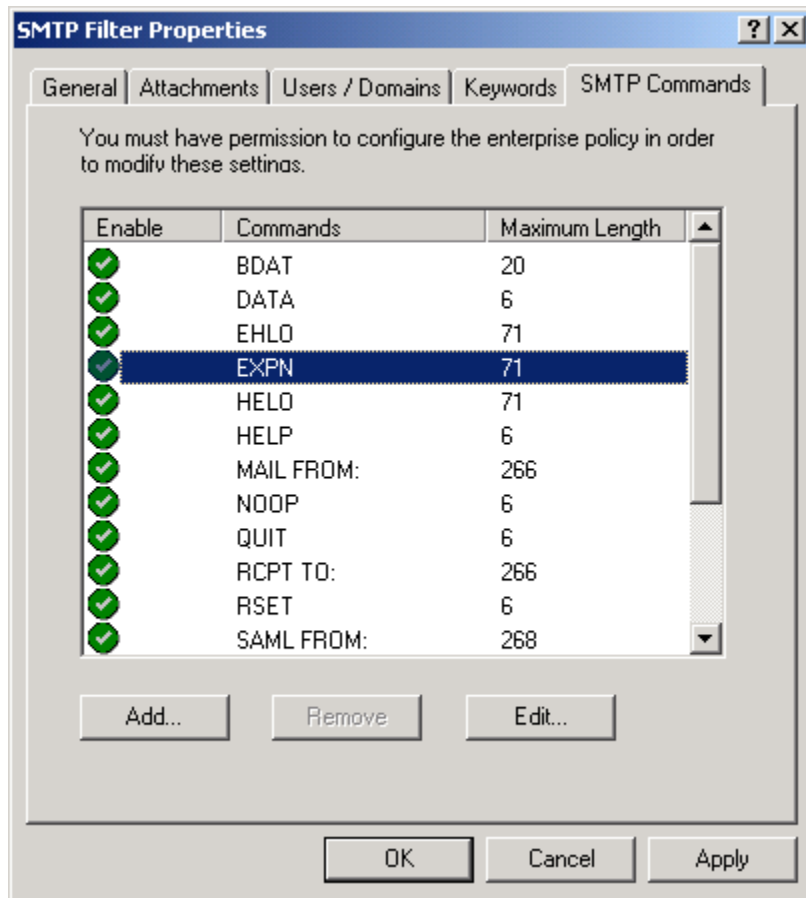 SMTP Filter Properties
General Attachments Users / Domains Keywords SMTP Commands
You must have permission to configure the enterprise policy in order
to modify these settings.
Enable Commands Maximum Length
BDAT 20
DATA 6
EHLO 71
EXPN 71
HELO 71
HELP 6
MAIL FROM: 266
NOOP 6
QUIT 6
RCPT TO: 266
RSET 6
SAML FROM: 268
Add... Remove Edit...
OK Cancel Apply